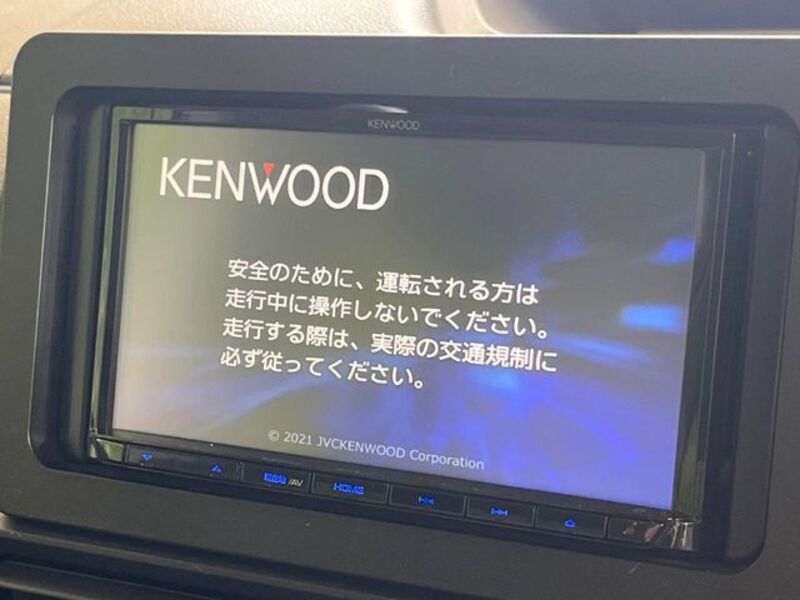 KENWOOD
KENWOOD
安全のために、運転される方は
走行中に操作しないでください。
走行する際は、実際の交通規制に
必ず従ってください。
© 2021 JVCKENWOOD Corporation
/AV
HOME